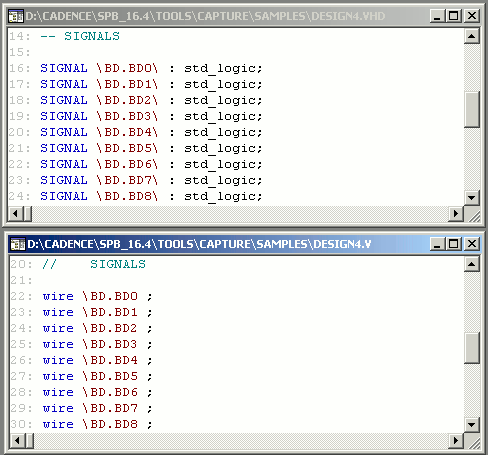 D:\CADENCE\SPB_16.4\TOOLS\CAPTURE\SAMPLES\DESIGN4.VHD
14: -- SIGNALS
15:
16: SIGNAL \BD.BD0\ : std_logic;
17: SIGNAL \BD.BD1\ : std_logic;
18: SIGNAL \BD.BD2\ : std_logic;
19: SIGNAL \BD.BD3\ : std_logic;
20: SIGNAL \BD.BD4\ : std_logic;
21: SIGNAL \BD.BD5\ : std_logic;
22: SIGNAL \BD.BD6\ : std_logic;
23: SIGNAL \BD.BD7\ : std_logic;
24: SIGNAL \BD.BD8\ : std_logic;
D:\CADENCE\SPB_16.4\TOOLS\CAPTURE\SAMPLES\DESIGN4.V
20: //    SIGNALS
21:
22: wire \BD.BD0 ;
23: wire \BD.BD1 ;
24: wire \BD.BD2 ;
25: wire \BD.BD3 ;
26: wire \BD.BD4 ;
27: wire \BD.BD5 ;
28: wire \BD.BD6 ;
29: wire \BD.BD7 ;
30: wire \BD.BD8 ;